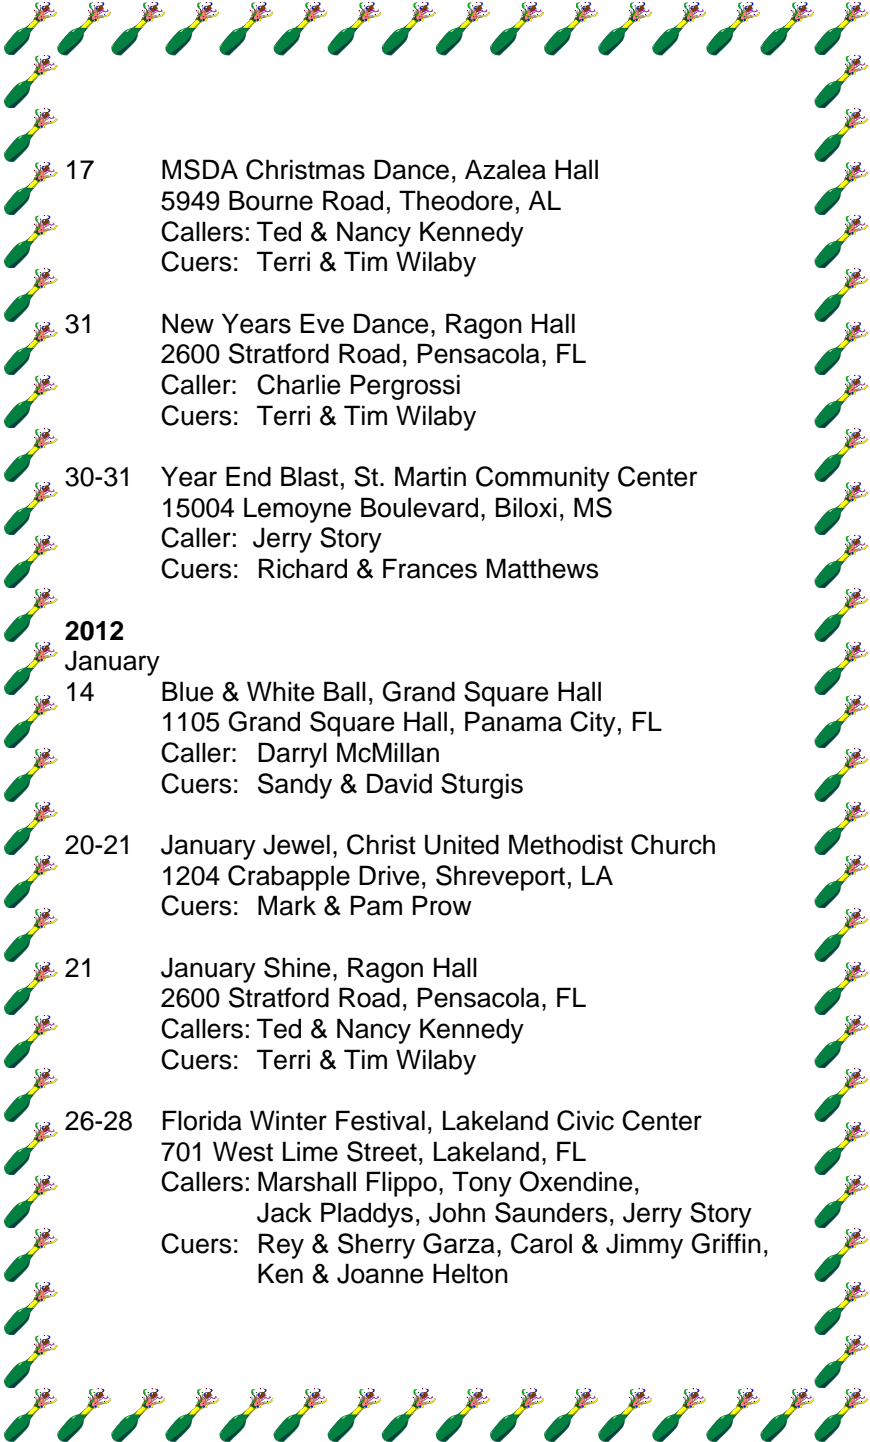 17 MSDA Christmas Dance, Azalea Hall
5949 Bourne Road, Theodore, AL
Callers: Ted & Nancy Kennedy
Cuers: Terri & Tim Wilaby
31 New Years Eve Dance, Ragon Hall
2600 Stratford Road, Pensacola, FL
Caller: Charlie Pergrossi
Cuers: Terri & Tim Wilaby
30-31 Year End Blast, St. Martin Community Center
15004 Lemoyne Boulevard, Biloxi, MS
Caller: Jerry Story
Cuers: Richard & Frances Matthews
2012
January
14 Blue & White Ball, Grand Square Hall
1105 Grand Square Hall, Panama City, FL
Caller: Darryl McMillan
Cuers: Sandy & David Sturgis
20-21 January Jewel, Christ United Methodist Church
1204 Crabapple Drive, Shreveport, LA
Cuers: Mark & Pam Prow
21 January Shine, Ragon Hall
2600 Stratford Road, Pensacola, FL
Callers: Ted & Nancy Kennedy
Cuers: Terri & Tim Wilaby
26-28 Florida Winter Festival, Lakeland Civic Center
701 West Lime Street, Lakeland, FL
Callers: Marshall Flippo, Tony Oxendine,
Jack Pladdys, John Saunders, Jerry Story
Cuers: Rey & Sherry Garza, Carol & Jimmy Griffin,
Ken & Joanne Helton